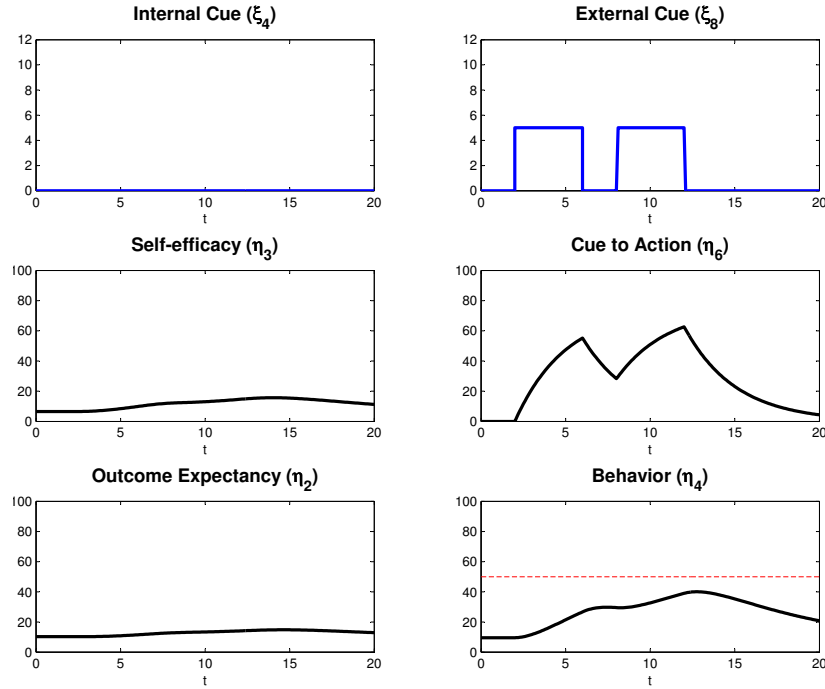 Internal Cue (ξ4)
12
10
8
6
4
2
0
0 5 10 15 20
t
External Cue (ξ8)
12
10
8
6
4
2
0
0 5 10 15 20
t
Self-efficacy (η3)
100
80
60
40
20
0
0 5 10 15 20
t
Cue to Action (η6)
100
80
60
40
20
0
0 5 10 15 20
t
Outcome Expectancy (η2)
100
80
60
40
20
0
0 5 10 15 20
t
Behavior (η4)
100
80
60
40
20
0
0 5 10 15 20
t